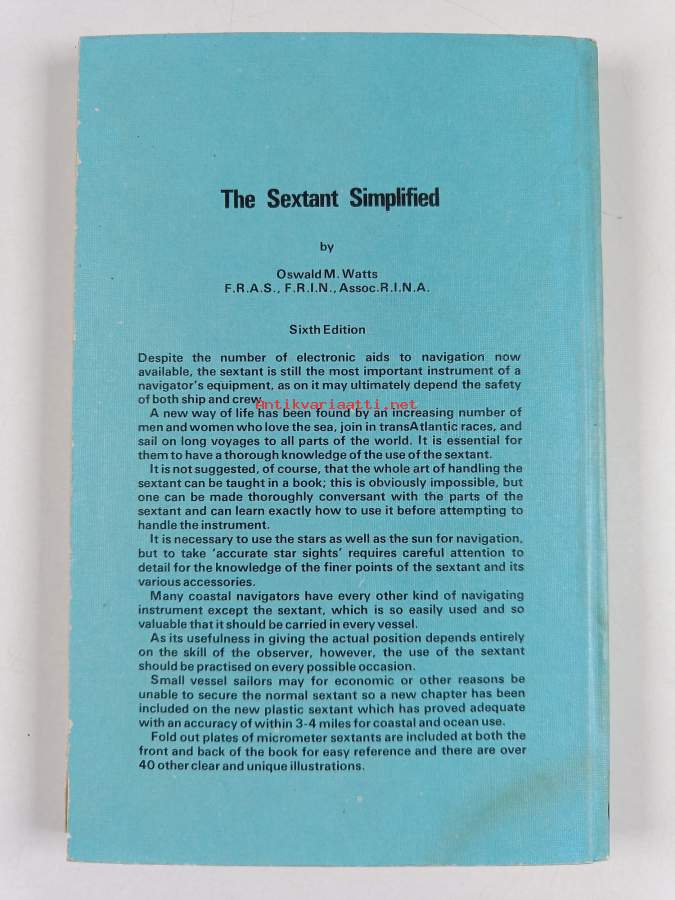 The Sextant Simplified
by
Oswald M. Watts
F.R.A.S., F.R.I.N., Assoc.R.I.N.A.
Sixth Edition
Despite the number of electronic aids to navigation now
available, the sextant is still the most important instrument of a
navigator's equipment, as on it may ultimately depend the safety
of both ship and crew.
Antikvariaatti.net
A new way of life has been found by an increasing number of
men and women who love the sea, join in transAtlantic races, and
sail on long voyages to all parts of the world. It is essential for
them to have a thorough knowledge of the use of the sextant.
It is not suggested, of course, that the whole art of handling the
sextant can be taught in a book; this is obviously impossible, but
one can be made thoroughly conversant with the parts of the
sextant and can learn exactly how to use it before attempting to
handle the instrument.
It is necessary to use the stars as well as the sun for navigation,
but to take 'accurate star sights' requires careful attention to
detail for the knowledge of the finer points of the sextant and its
various accessories.
Many coastal navigators have every other kind of navigating
instrument except the sextant, which is so easily used and so
valuable that it should be carried in every vessel.
As its usefulness in giving the actual position depends entirely
on the skill of the observer, however, the use of the sextant
should be practised on every possible occasion.
Small vessel sailors may for economic or other reasons be
unable to secure the normal sextant so a new chapter has been
included on the new plastic sextant which has proved adequate
with an accuracy of within 3-4 miles for coastal and ocean use.
Fold out plates of micrometer sextants are included at both the
front and back of the book for easy reference and there are over
40 other clear and unique illustrations.